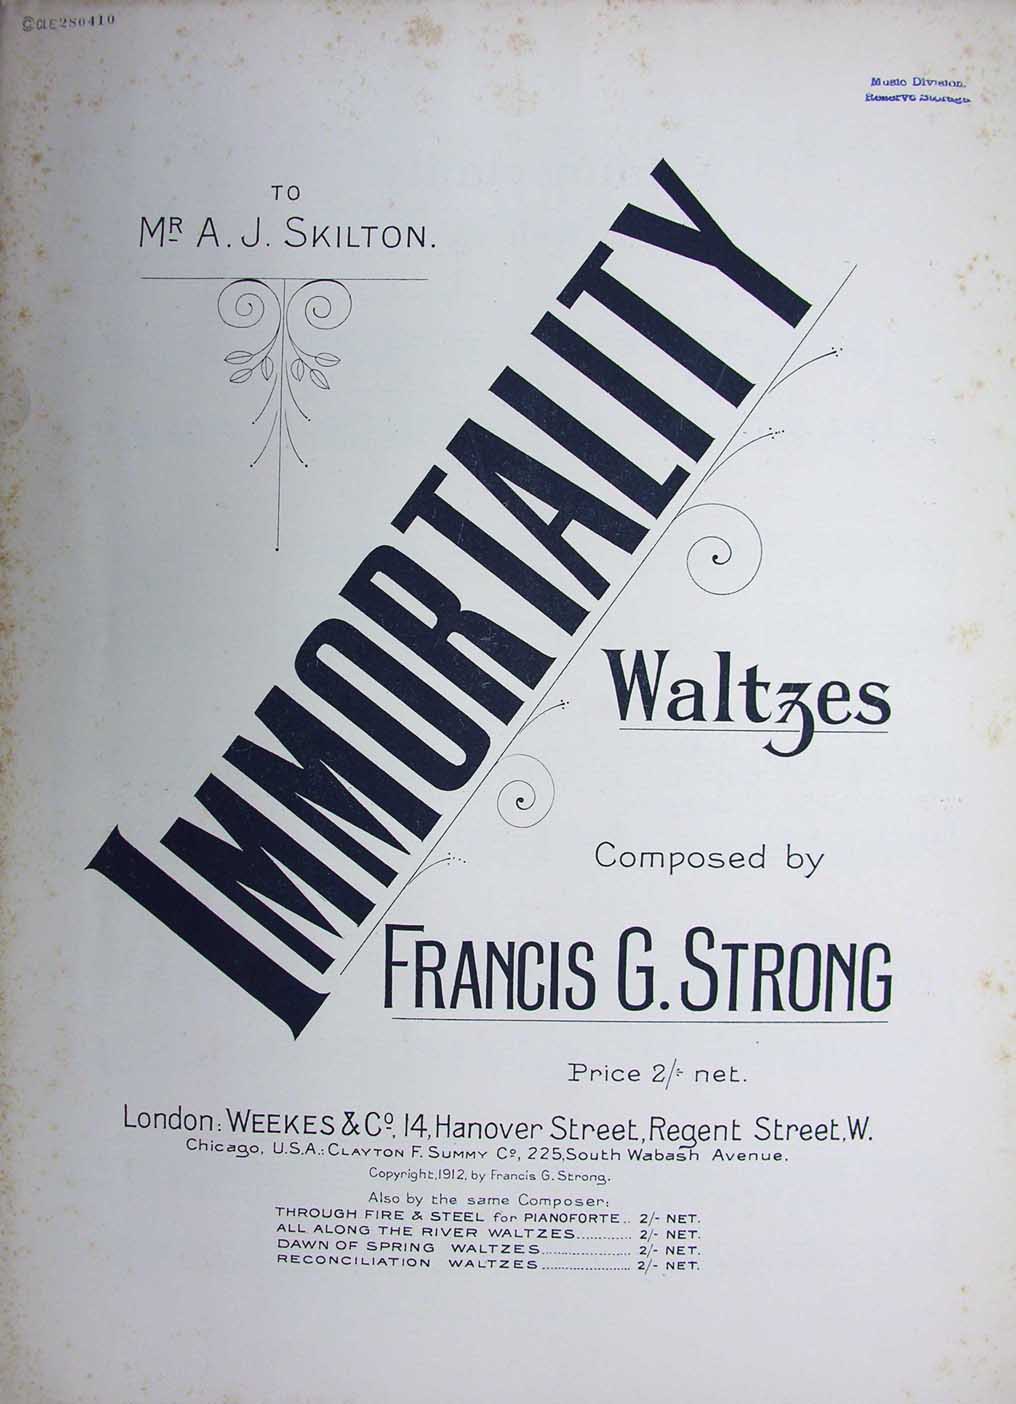 ©CLE280410
Music Division.
Reserve Storage
TO
MR A. J. SKILTON.
IMMORTALITY
Waltzes
Composed by
FRANCIS G. STRONG
Price 2/- net.
London: WEEKES & Co, 14, Hanover Street, Regent Street, W.
Chicago, U.S.A.: CLAYTON F. SUMMY Co, 225, South Wabash Avenue.
Copyright, 1912, by Francis G. Strong.
Also by the same Composer:
THROUGH FIRE & STEEL for PIANOFORTE.. 2/- NET.
ALL ALONG THE RIVER WALTZES............ 2/- NET.
DAWN OF SPRING WALTZES................... 2/- NET.
RECONCILIATION WALTZES................... 2/- NET.